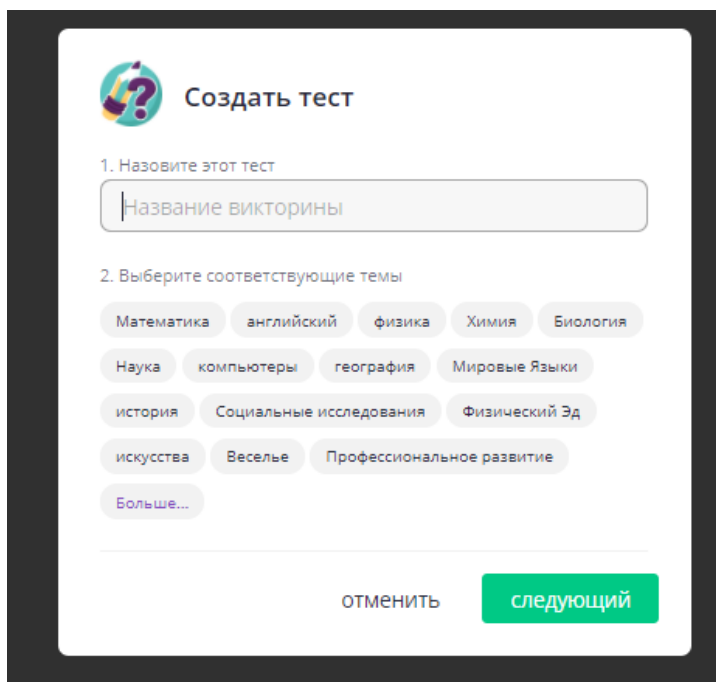 Создать тест
1. Назовите этот тест
Название викторины
2. Выберите соответствующие темы
Математика английский физика Химия Биология
Наука компьютеры география Мировые Языки
история Социальные исследования Физический Эд
искусства Веселье Профессиональное развитие
Больше...
отменить следующий